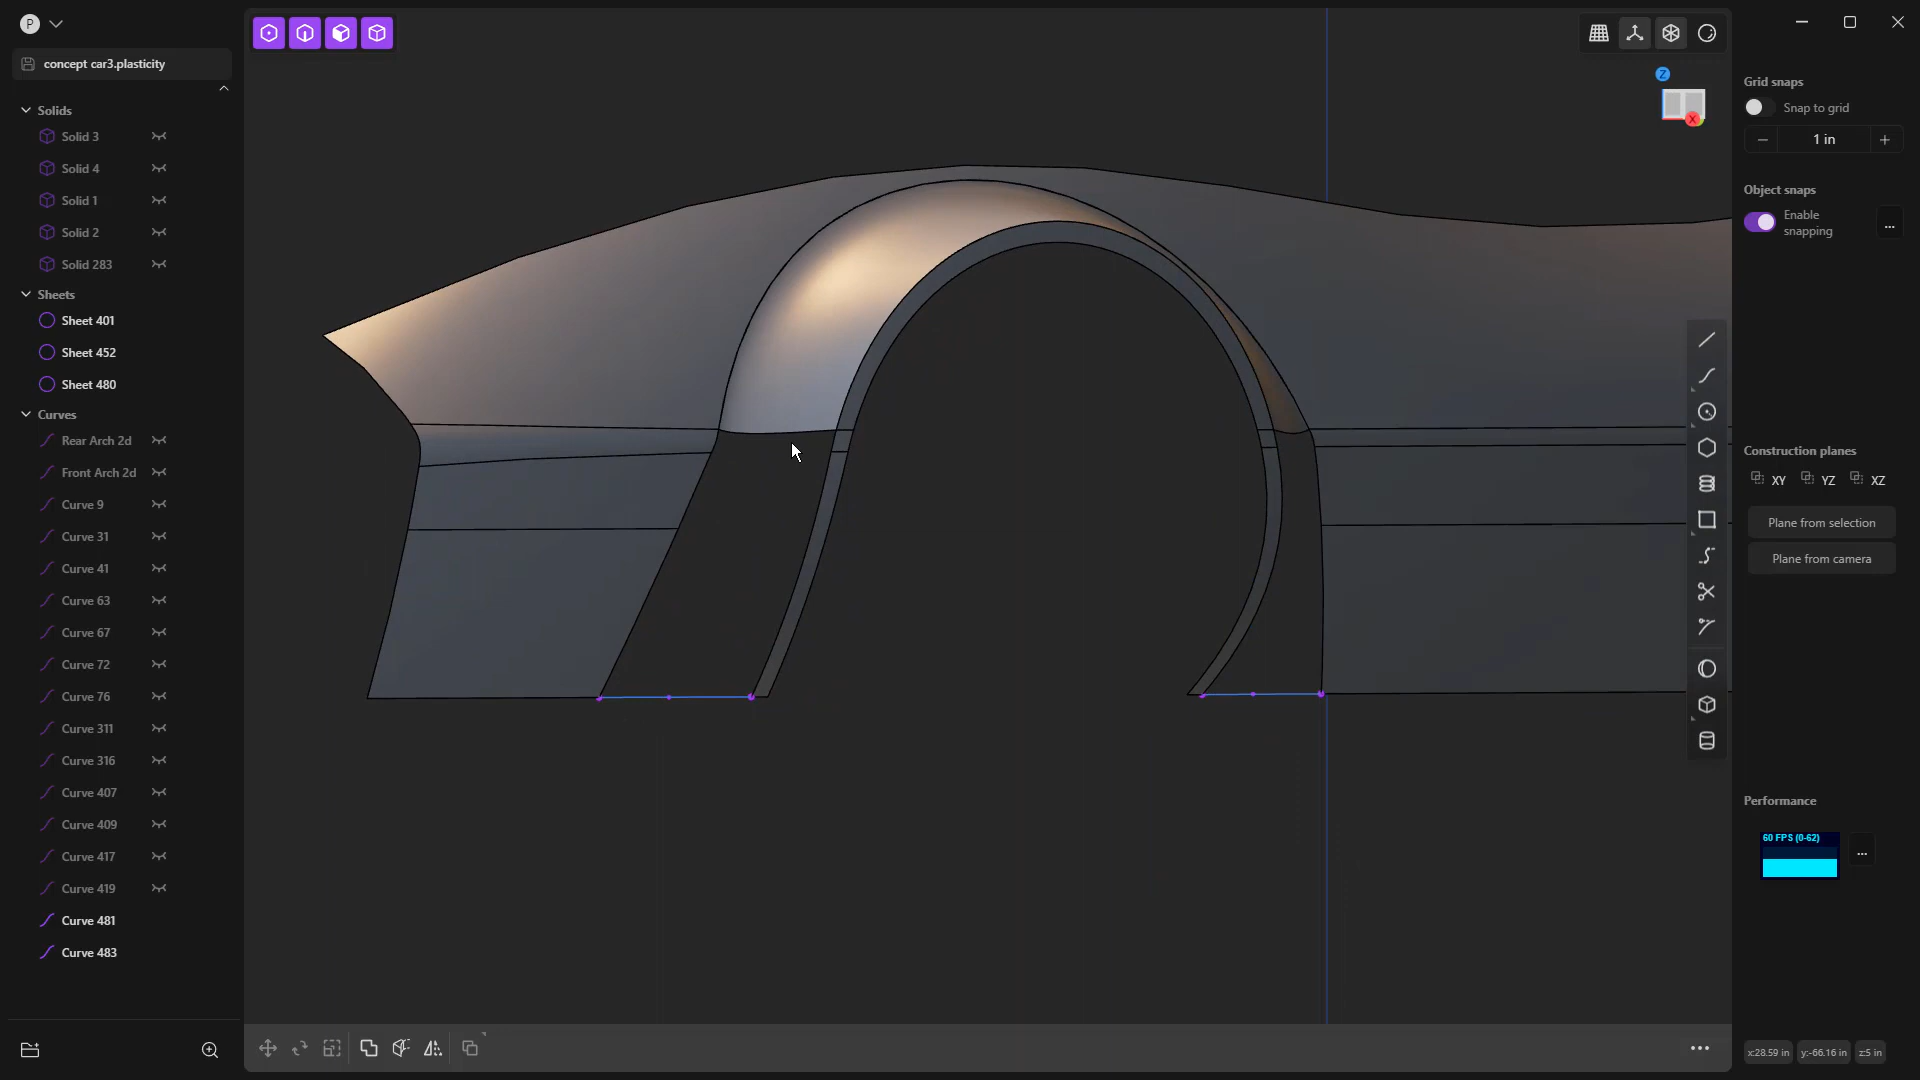 P
concept car3.plasticity
Solids
Solid 3
Solid 4
Solid 1
Solid 2
Solid 283
Sheets
Sheet 401
Sheet 452
Sheet 480
Curves
Rear Arch 2d
Front Arch 2d
Curve 9
Curve 31
Curve 41
Curve 63
Curve 67
Curve 72
Curve 76
Curve 311
Curve 316
Curve 407
Curve 409
Curve 417
Curve 419
Curve 481
Curve 483
Z
X
Grid snaps
Snap to grid
1 in
Object snaps
Enable
snapping
...
Construction planes
XY YZ XZ
Plane from selection
Plane from camera
Performance
60 FPS (0-62)
...
x:28.59 in y:-66.16 in z:5 in